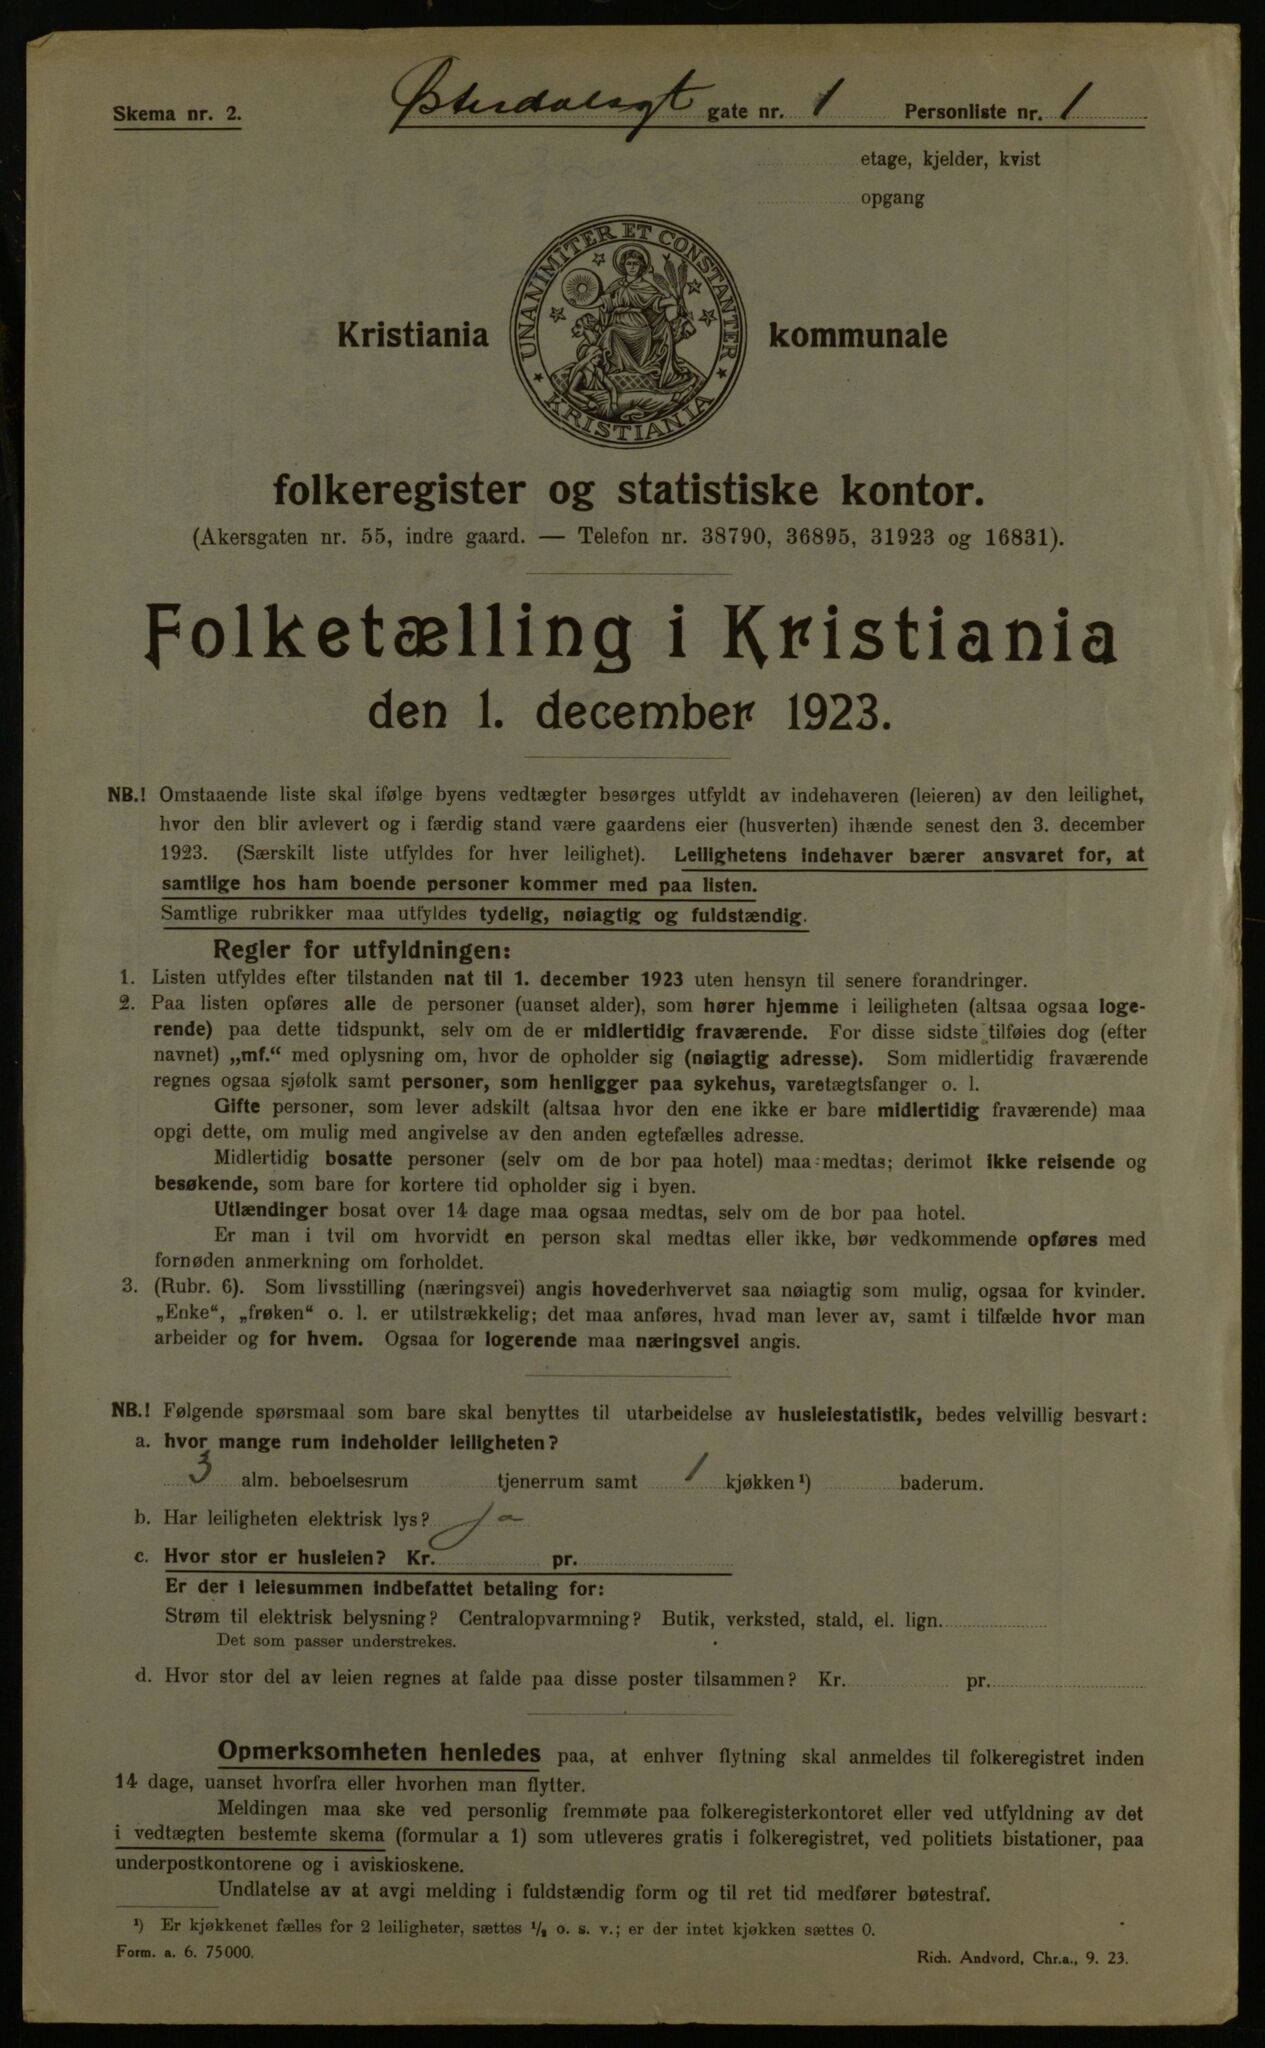 Skema nr. 2.
Østerdalsgt gate nr. 1 Personliste nr. 1
etage, kjelder, kvist
opgang
UNANIMITER ET CONSTANTER
KRISTIANIA
Kristiania kommunale
folkeregister og statistiske kontor.
(Akersgaten nr. 55, indre gaard. — Telefon nr. 38790, 36895, 31923 og 16831).
Folketælling i Kristiania
den 1. december 1923.
NB.! Omstaaende liste skal ifølge byens vedtægter besørges utfyldt av indehaveren (leieren) av den leilighet,
hvor den blir avlevert og i færdig stand være gaardens eier (husverten) ihænde senest den 3. december
1923. (Særskilt liste utfyldes for hver leilighet). Leilighetens indehaver bærer ansvaret for, at
samtlige hos ham boende personer kommer med paa listen.
Samtlige rubrikker maa utfyldes tydelig, nøiagtig og fuldstændig.
Regler for utfyldningen:
1. Listen utfyldes efter tilstanden nat til 1. december 1923 uten hensyn til senere forandringer.
2. Paa listen opføres alle de personer (uanset alder), som hører hjemme i leiligheten (altsaa ogsaa loge-
rende) paa dette tidspunkt, selv om de er midlertidig fraværende. For disse sidste tilføies dog (efter
navnet) „mf.“ med oplysning om, hvor de opholder sig (nøiagtig adresse). Som midlertidig fraværende
regnes ogsaa sjøfolk samt personer, som henligger paa sykehus, varetægtsfanger o. l.
Gifte personer, som lever adskilt (altsaa hvor den ene ikke er bare midlertidig fraværende) maa
opgi dette, om mulig med angivelse av den anden egtefælles adresse.
Midlertidig bosatte personer (selv om de bor paa hotel) maa medtas; derimot ikke reisende og
besøkende, som bare for kortere tid opholder sig i byen.
Utlændinger bosat over 14 dage maa ogsaa medtas, selv om de bor paa hotel.
Er man i tvil om hvorvidt en person skal medtas eller ikke, bør vedkommende opføres med
fornøden anmerkning om forholdet.
3. (Rubr. 6). Som livsstilling (næringsvei) angis hovederhvervet saa nøiagtig som mulig, ogsaa for kvinder.
„Enke“, „frøken“ o. l. er utilstrækkelig; det maa anføres, hvad man lever av, samt i tilfælde hvor man
arbeider og for hvem. Ogsaa for logerende maa næringsvei angis.
NB.! Følgende spørsmaal som bare skal benyttes til utarbeidelse av husleiestatistik, bedes velvillig besvart:
a. hvor mange rum indeholder leiligheten?
3 alm. beboelsesrum tjenerrum samt 1 kjøkken ¹) baderum.
b. Har leiligheten elektrisk lys? ja
c. Hvor stor er husleien? Kr. pr.
Er der i leiesummen indbefattet betaling for:
Strøm til elektrisk belysning? Centralopvarmning? Butik, verksted, stald, el. lign.
Det som passer understrekes.
d. Hvor stor del av leien regnes at falde paa disse poster tilsammen? Kr. pr.
Opmerksomheten henledes paa, at enhver flytning skal anmeldes til folkeregistret inden
14 dage, uanset hvorfra eller hvorhen man flytter.
Meldingen maa ske ved personlig fremmøte paa folkeregisterkontoret eller ved utfyldning av det
i vedtægten bestemte skema (formular a 1) som utleveres gratis i folkeregistret, ved politiets bistationer, paa
underpostkontorene og i aviskioskene.
Undlatelse av at avgi melding i fuldstændig form og til ret tid medfører bøtestraf.
¹) Er kjøkkenet fælles for 2 leiligheter, sættes ½ o. s. v.; er der intet kjøkken sættes 0.
Form. a. 6. 75000.
Rich. Andvord, Chr.a., 9. 23.